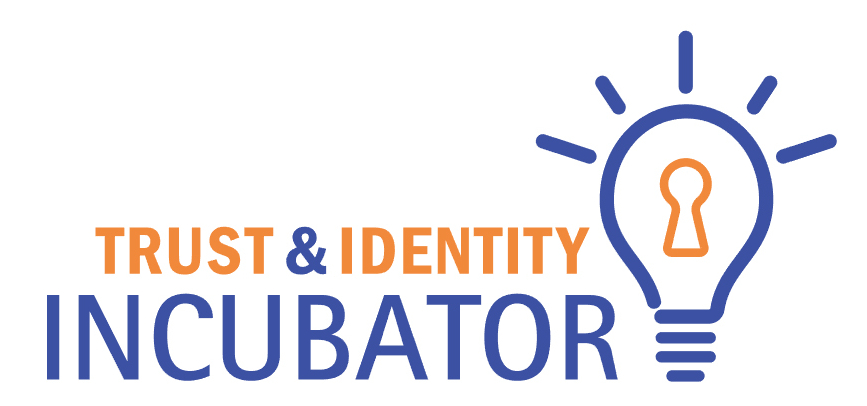 TRUST & IDENTITY
INCUBATOR